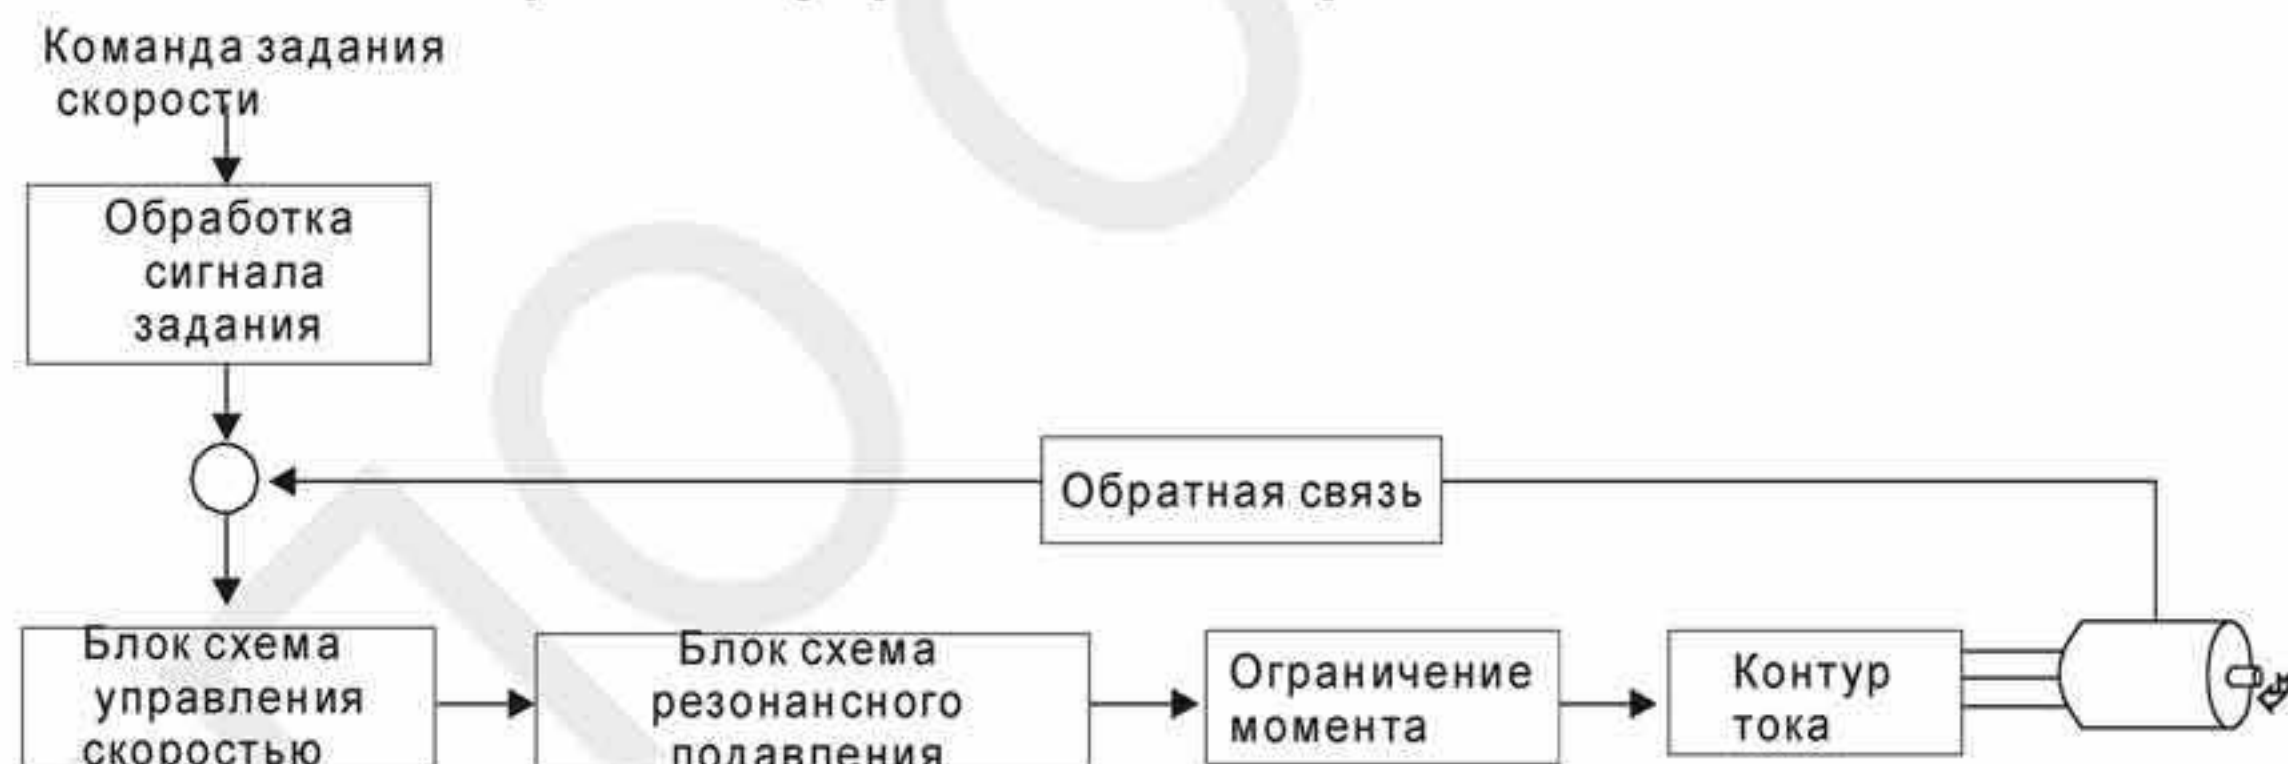 Команда задания
скорости
Обработка
сигнала
задания
Обратная связь
Блок схема
управления
скоростью
Блок схема
резонансного
подавления
Ограничение
момента
Контур
тока